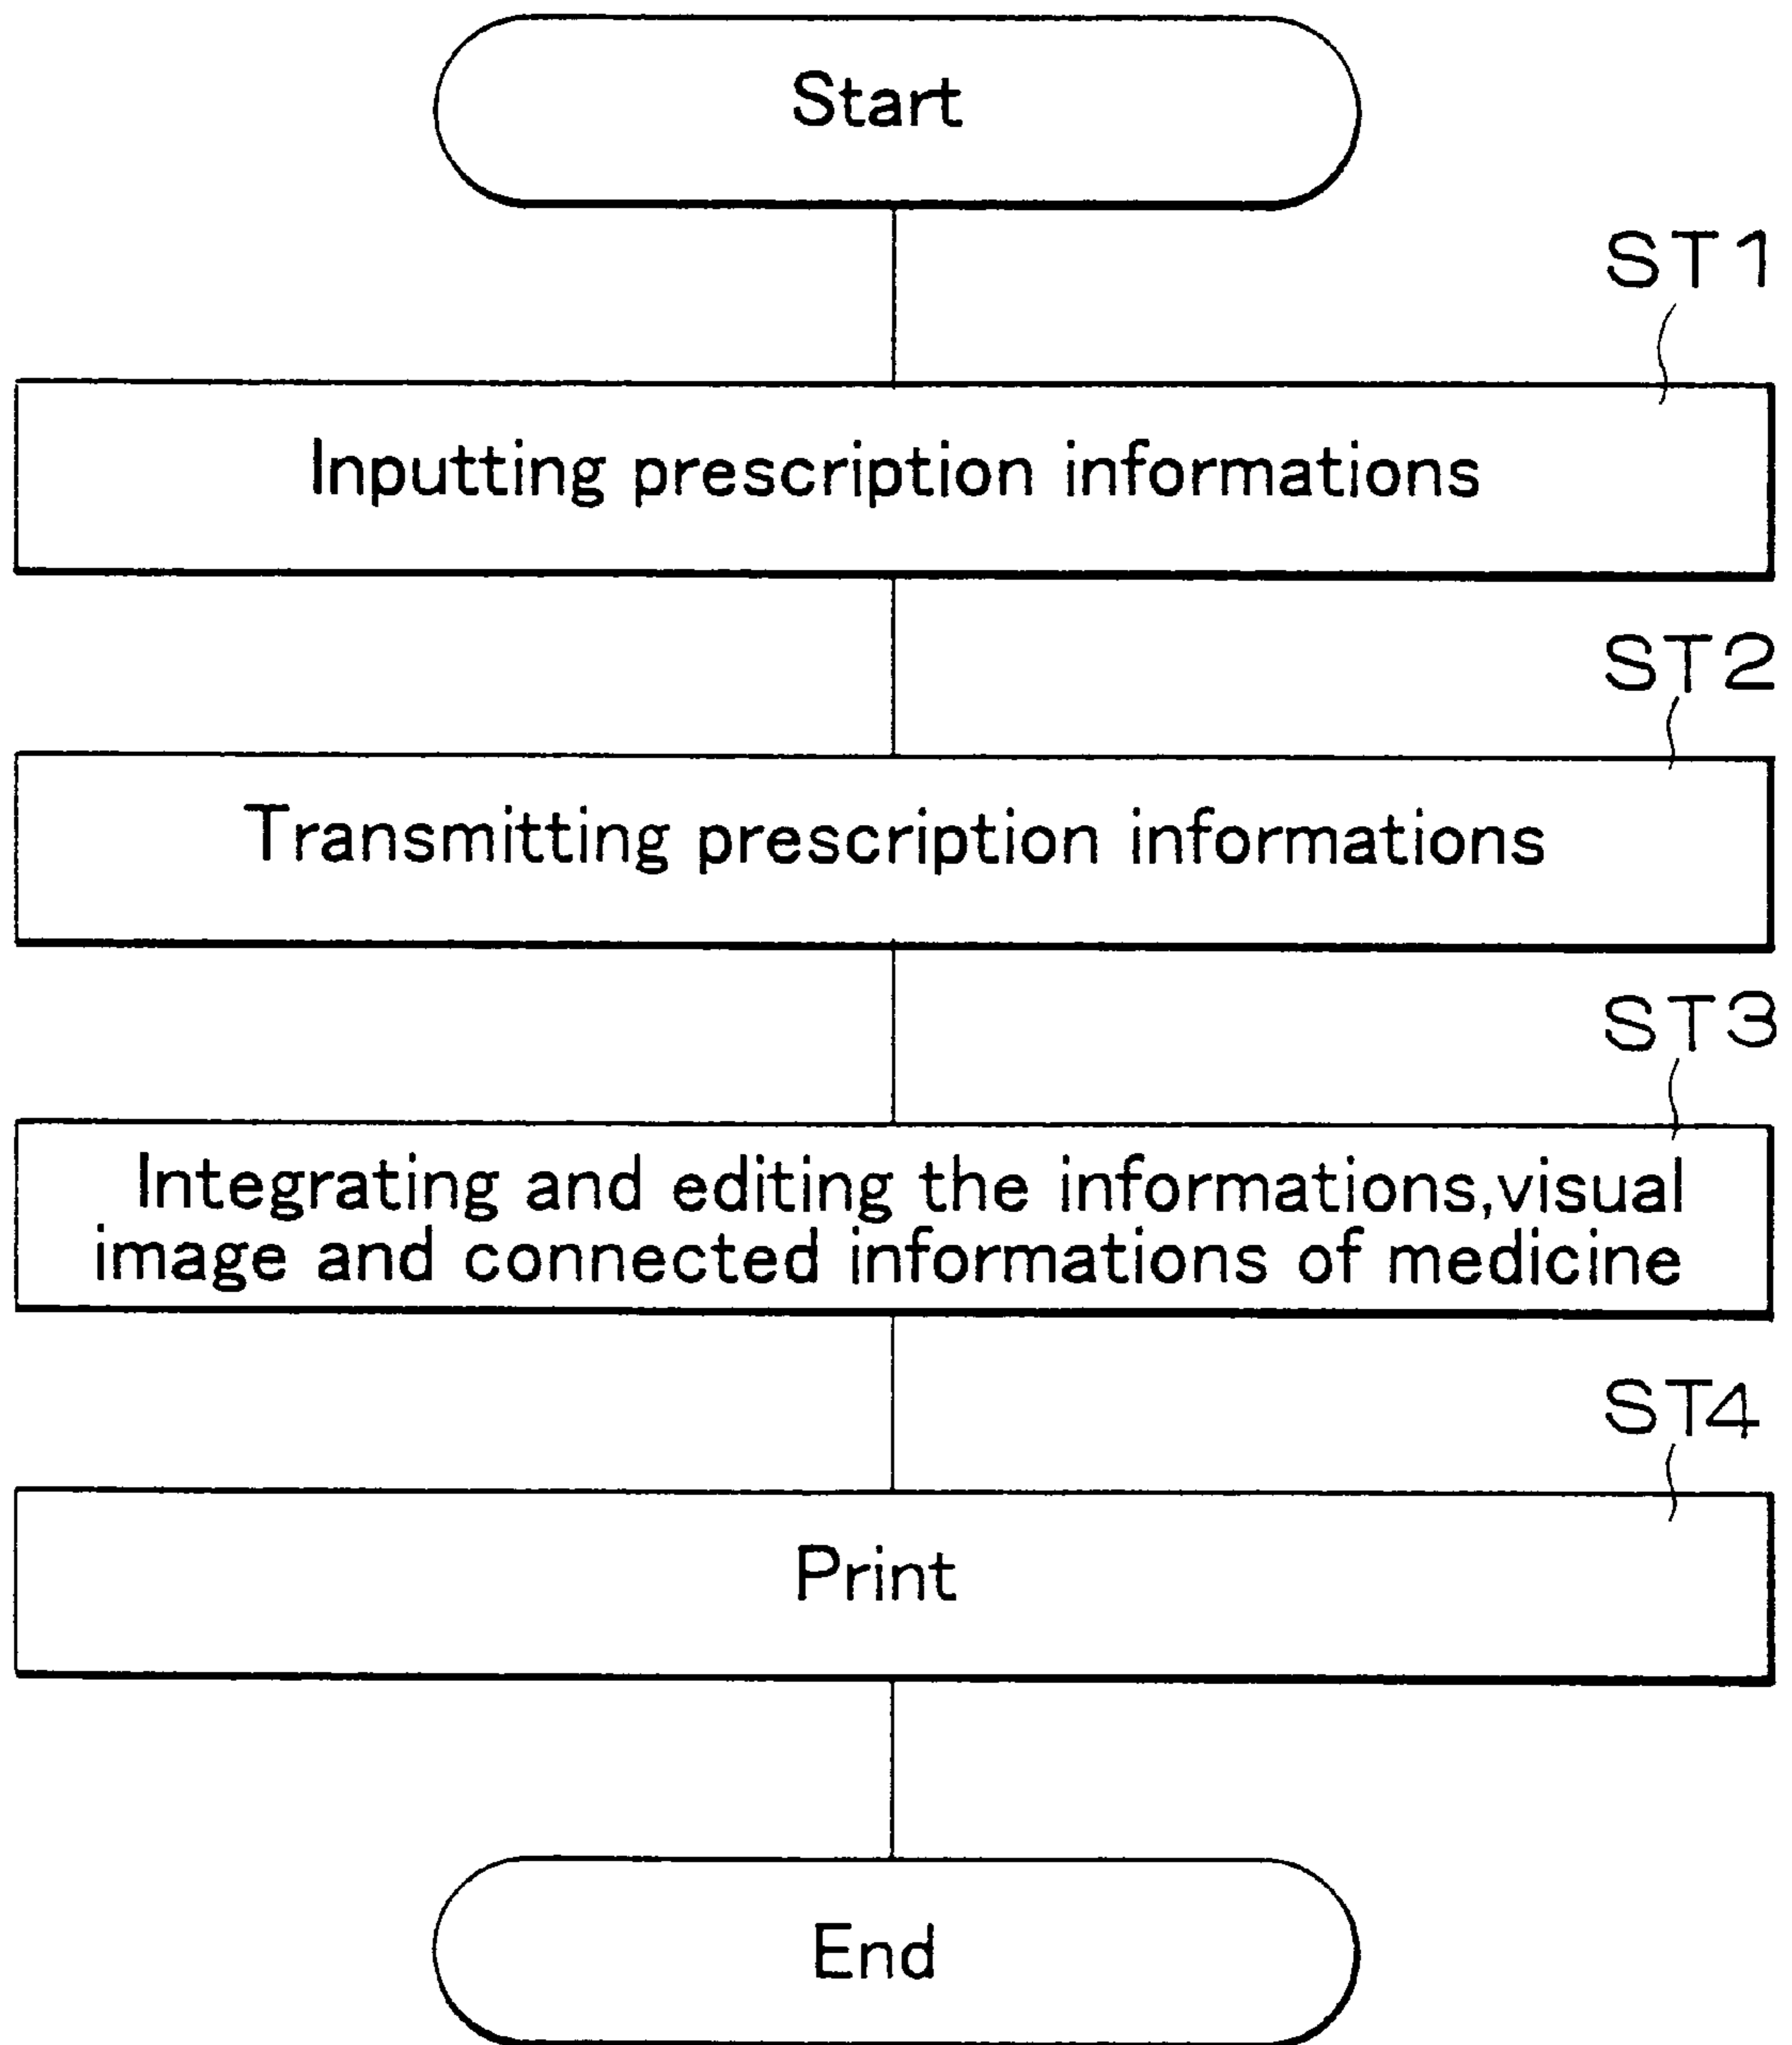 Start
ST1
Inputting prescription informations
ST2
Transmitting prescription informations
ST3
Integrating and editing the informations,visual
image and connected informations of medicine
ST4
Print
End